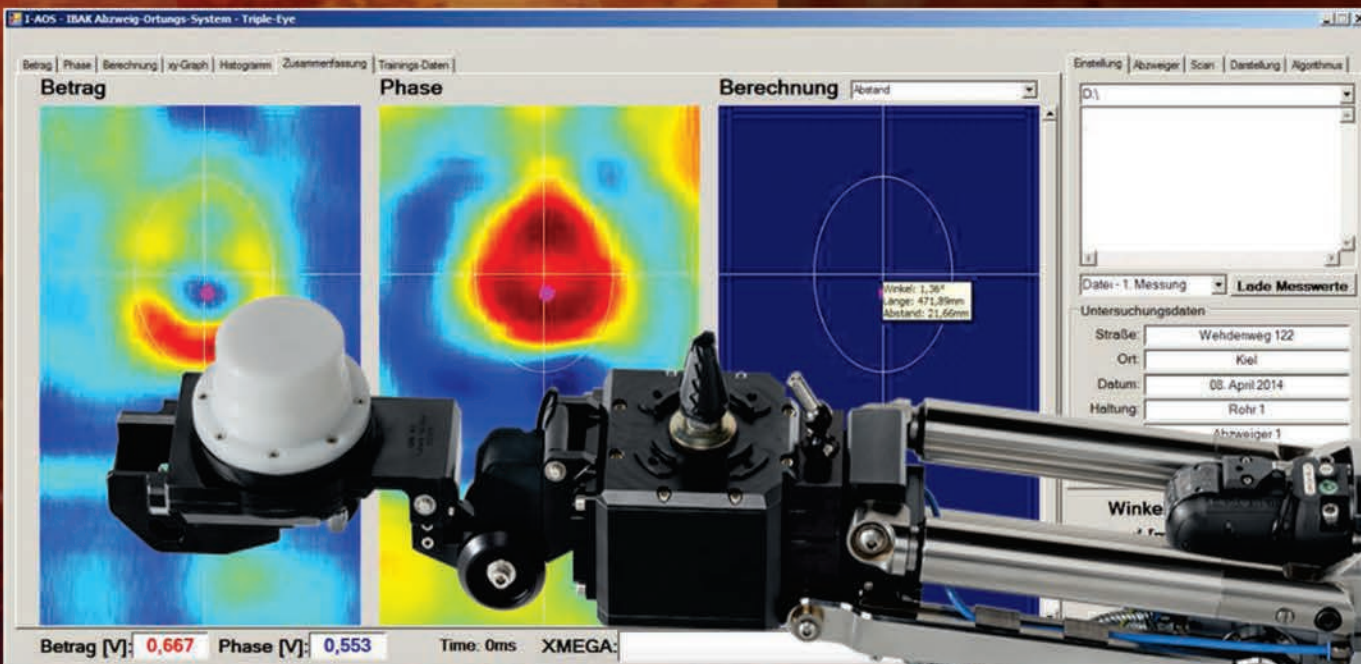 I-AOS - IBAK Abzweig-Ortungs-System - Triple-Eye
Betrag Phase Berechnung xy-Graph Histogramm Zusammenfassung Trainings-Daten
Einstellung Abzweiger Scan Darstellung Algorithmus
Betrag Phase Berechnung Abstand
D:\
Winkel: 1,36°
Länge: 471,89mm
Abstand: 21,66mm
Datei - 1. Messung Lade Messwerte
Untersuchungsdaten
Straße: Wehdenweg 122
Ort: Kiel
Datum: 08. April 2014
Haltung: Rohr 1
Abzweiger 1
Winke
Betrag [V]: 0,667 Phase [V]: 0,553 Time: 0ms XMEGA: